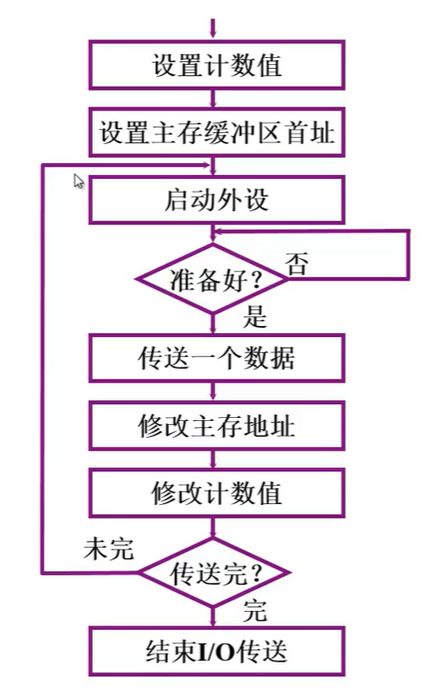 设置计数值
设置主存缓冲区首址
启动外设
准备好?
否
是
传送一个数据
修改主存地址
修改计数值
未完
传送完?
完
结束I/O传送